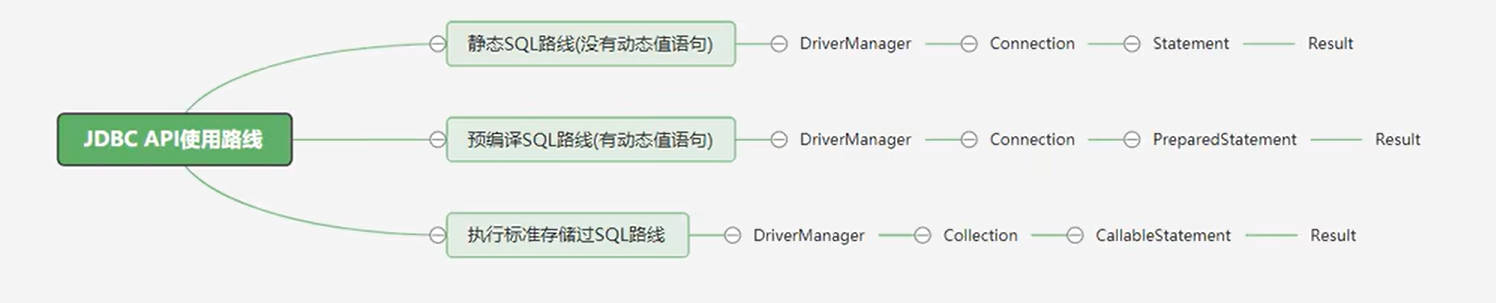 静态SQL路线(没有动态值语句) DriverManager Connection Statement Result
JDBC API使用路线 预编译SQL路线(有动态值语句) DriverManager Connection PreparedStatement Result
执行标准存储过SQL路线 DriverManager Collection CallableStatement Result